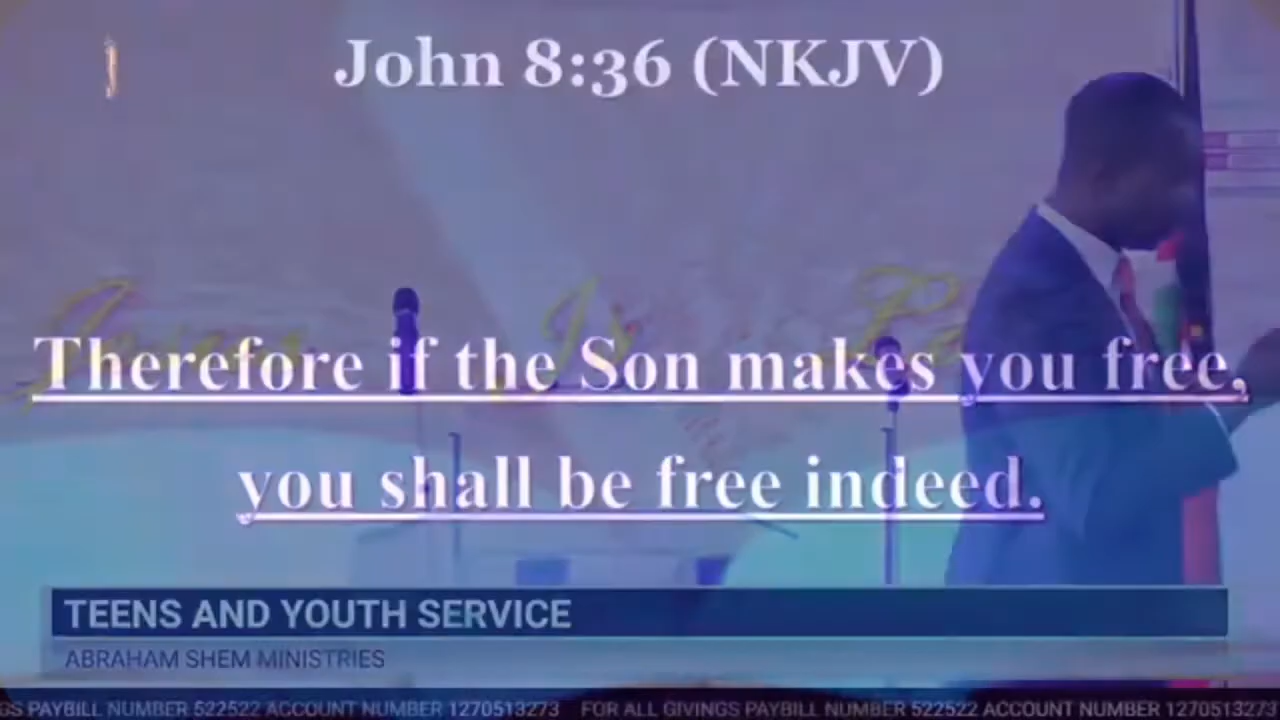 John 8:36 (NKJV)
Therefore if the Son makes you free,
you shall be free indeed.
TEENS AND YOUTH SERVICE
ABRAHAM SHEM MINISTRIES
GS PAYBILL NUMBER 522522 ACCOUNT NUMBER 1270513273 FOR ALL GIVINGS PAYBILL NUMBER 522522 ACCOUNT NUMBER 1270513273